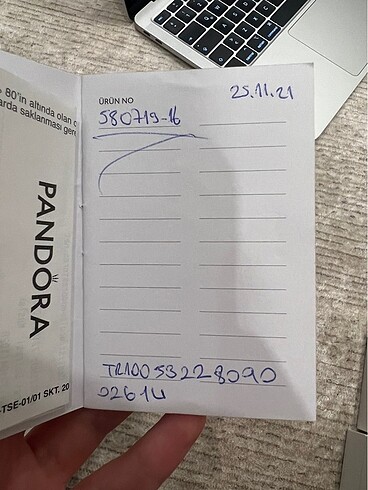 80'in altında olan
arda saklanması
PANDORA
-TSE-01/01 SKT. 20
ÜRÜN NO
25.11.21
580719-16
TR10053228090
02614